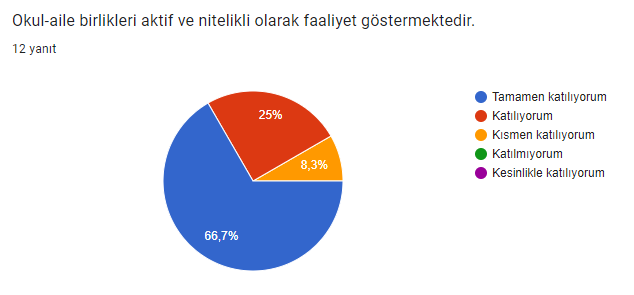 Okul-aile birlikleri aktif ve nitelikli olarak faaliyet göstermektedir.
12 yanıt
Tamamen katılıyorum
Katılıyorum
Kısmen katılıyorum
Katılmıyorum
Kesinlikle katılıyorum
25%
8,3%
66,7%